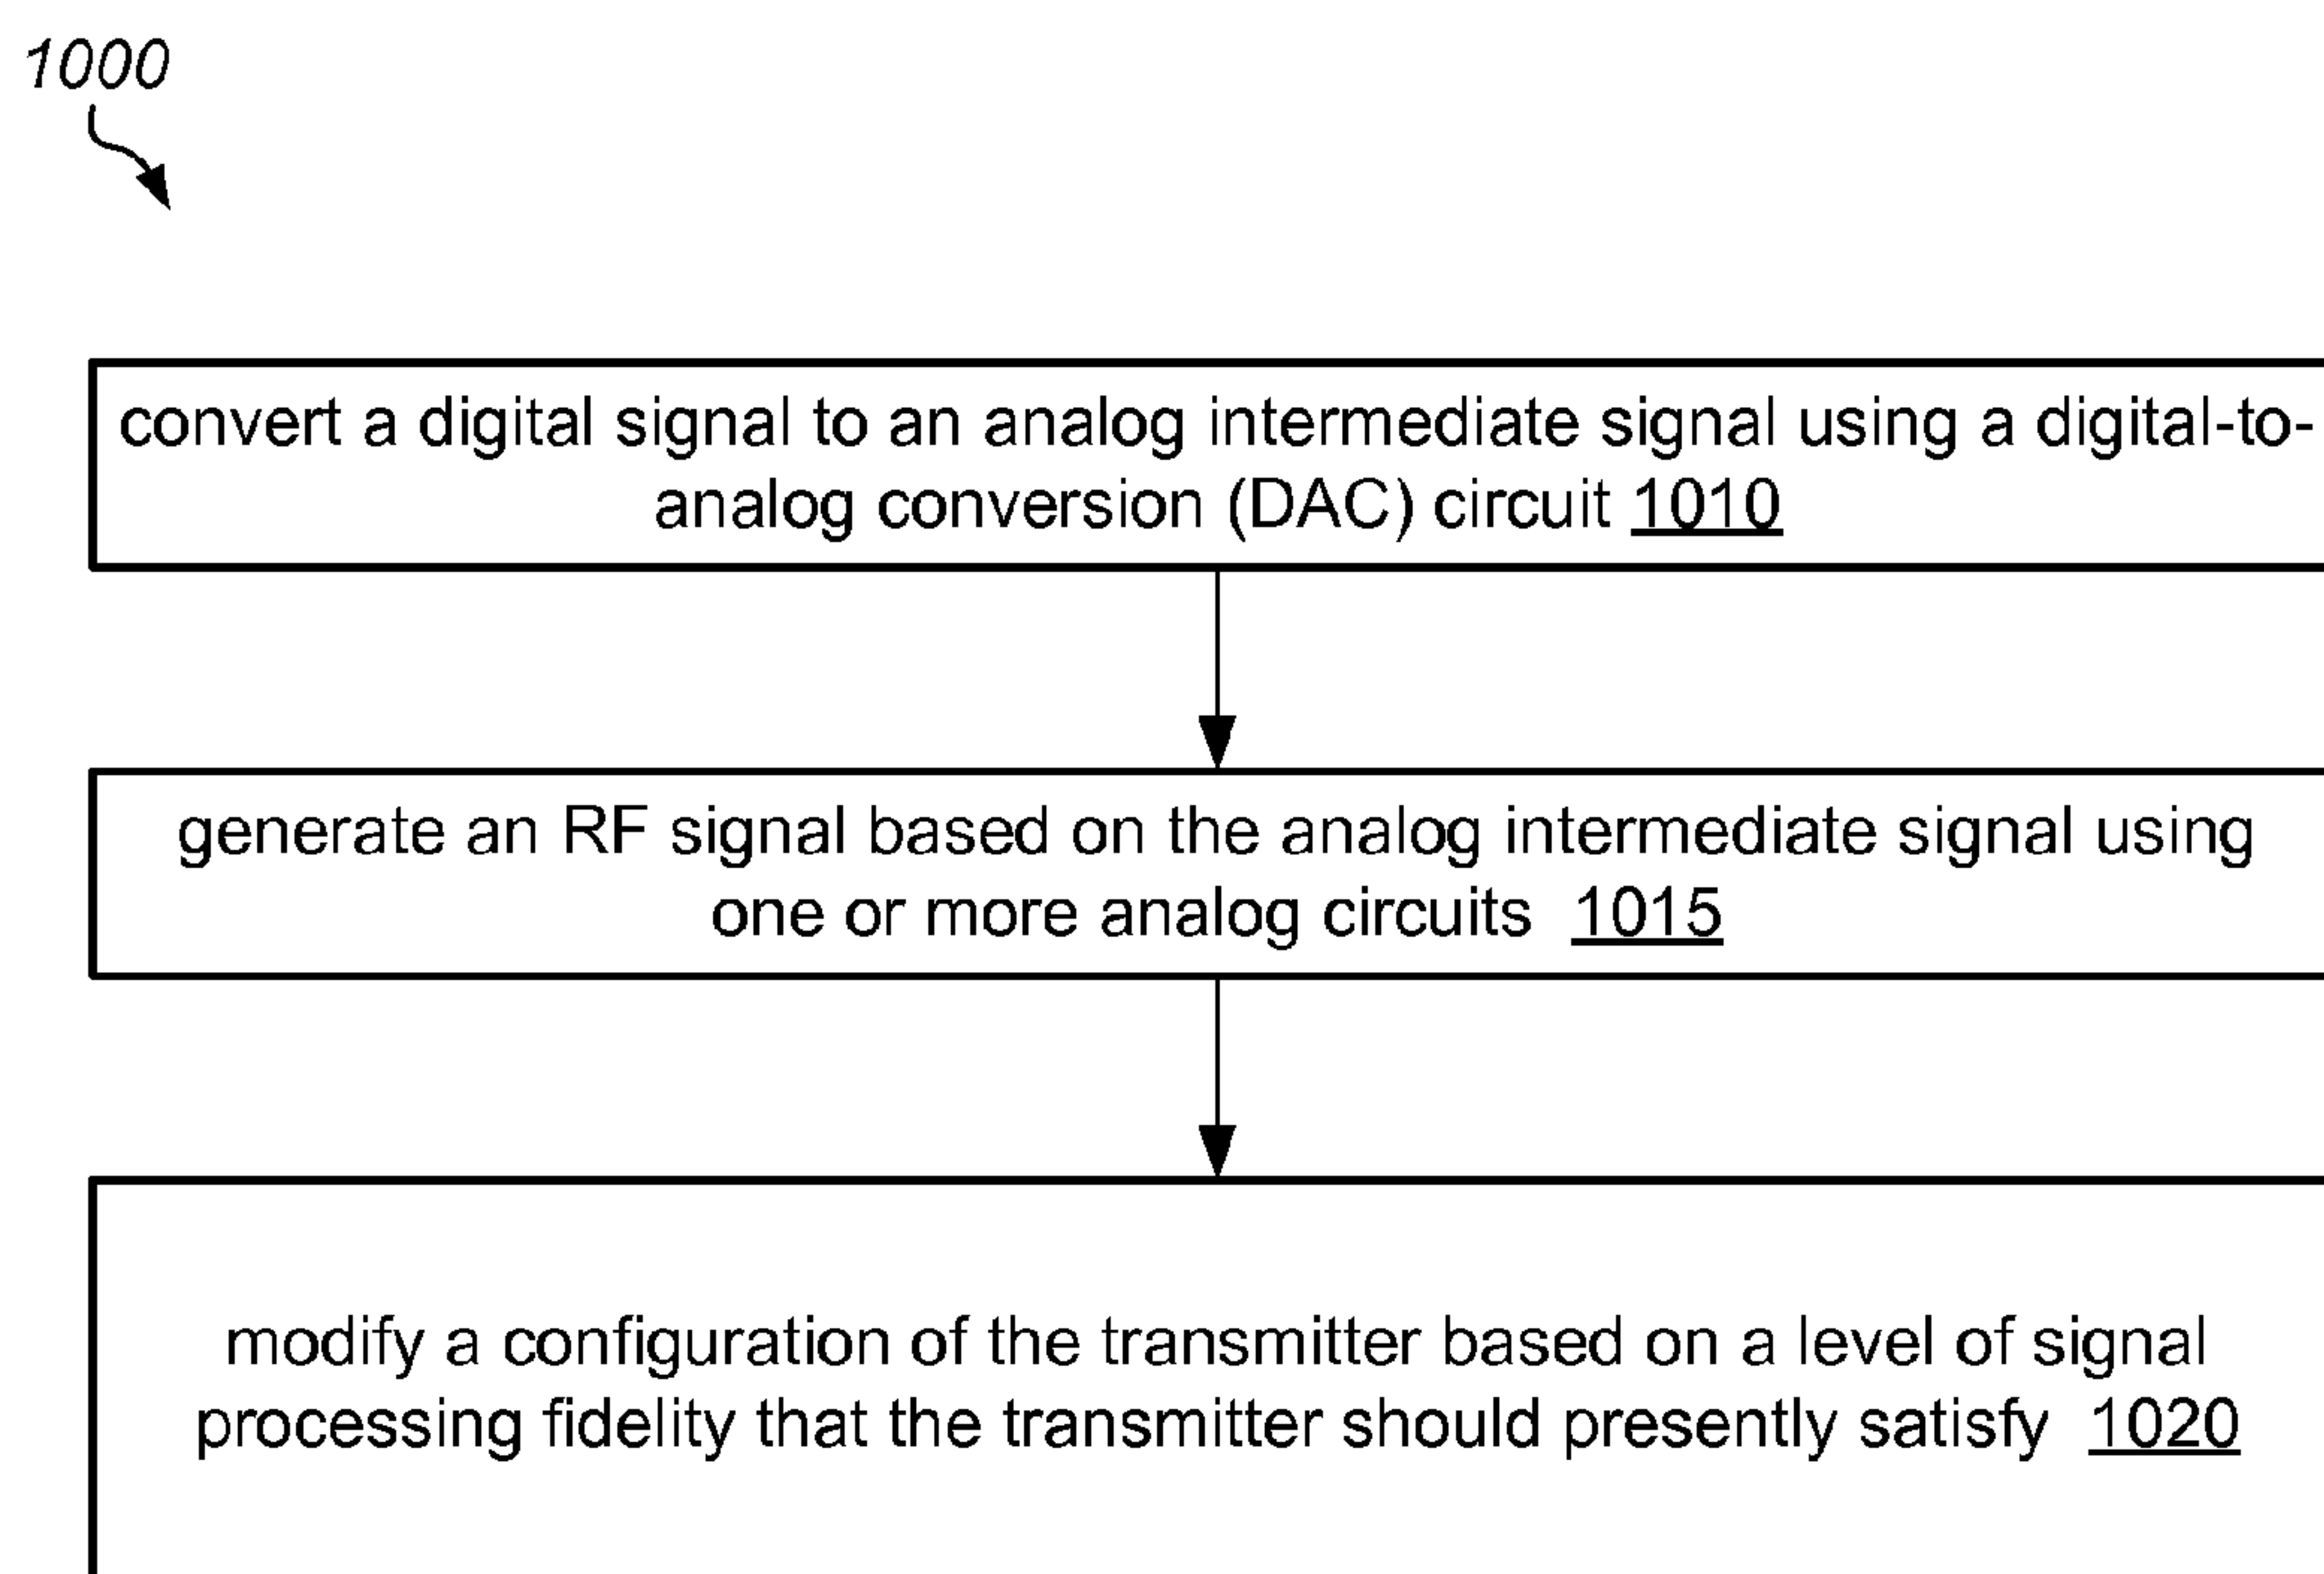 1000
convert a digital signal to an analog intermediate signal using a digital-to-
analog conversion (DAC) circuit 1010
generate an RF signal based on the analog intermediate signal using
one or more analog circuits 1015
modify a configuration of the transmitter based on a level of signal
processing fidelity that the transmitter should presently satisfy 1020